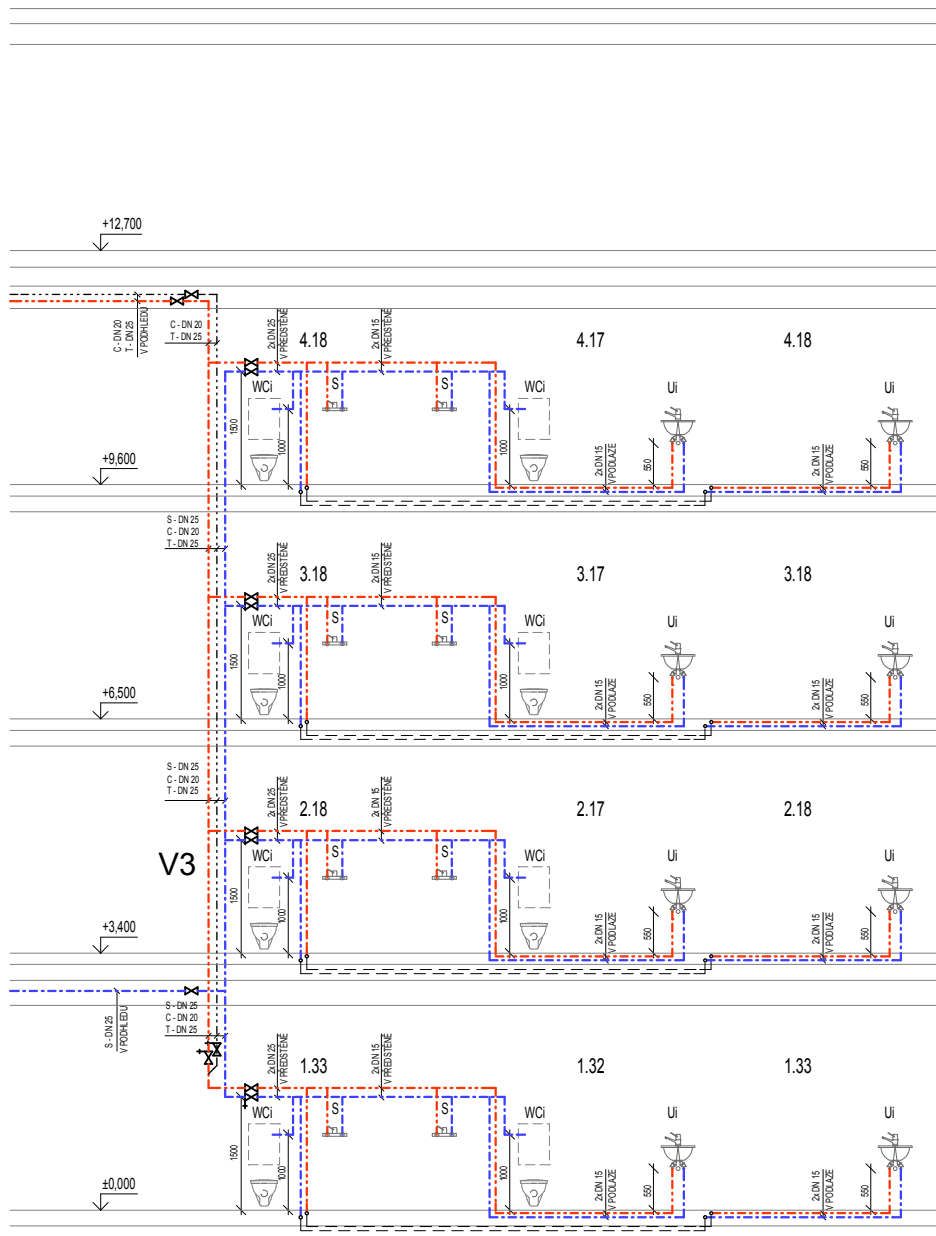 +12,700
C - DN 20
T - DN 25
V PODHLEDU
C - DN 20
T - DN 25
2x DN 25
V PŘEDSTĚNĚ
4.18
2x DN 15
V PŘEDSTĚNĚ
4.17
4.18
WCi
S
S
WCi
Ui
Ui
1500
1000
1000
2x DN 15
V PODLAZE
550
2x DN 15
V PODLAZE
550
+9,600
S - DN 25
C - DN 20
T - DN 25
2x DN 25
V PŘEDSTĚNĚ
3.18
2x DN 15
V PŘEDSTĚNĚ
3.17
3.18
WCi
S
S
WCi
Ui
Ui
1500
1000
1000
2x DN 15
V PODLAZE
550
2x DN 15
V PODLAZE
550
+6,500
S - DN 25
C - DN 20
T - DN 25
2x DN 25
V PŘEDSTĚNĚ
2.18
2x DN 15
V PŘEDSTĚNĚ
2.17
2.18
V3
WCi
S
S
WCi
Ui
Ui
1500
1000
1000
2x DN 15
V PODLAZE
550
2x DN 15
V PODLAZE
550
+3,400
S - DN 25
V PODHLEDU
S - DN 25
C - DN 20
T - DN 25
2x DN 25
V PŘEDSTĚNĚ
1.33
2x DN 15
V PŘEDSTĚNĚ
1.32
1.33
WCi
S
S
WCi
Ui
Ui
1500
1000
1000
2x DN 15
V PODLAZE
550
2x DN 15
V PODLAZE
550
±0,000